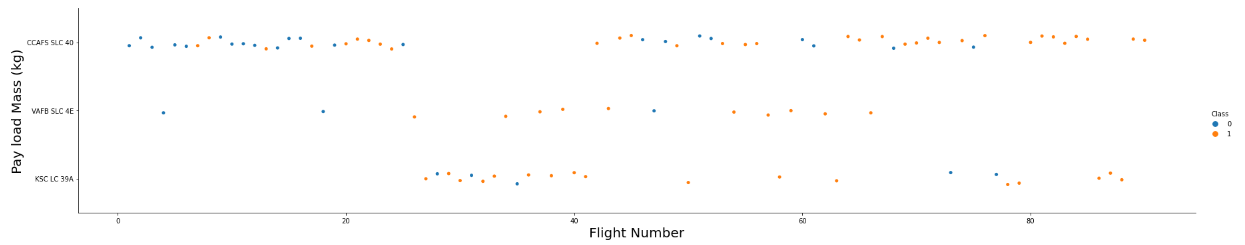 CCAFS SLC 40
VAFB SLC 4E
KSC LC 39A
Pay load Mass (kg)
0 20 40 60 80
Flight Number
Class
0
1